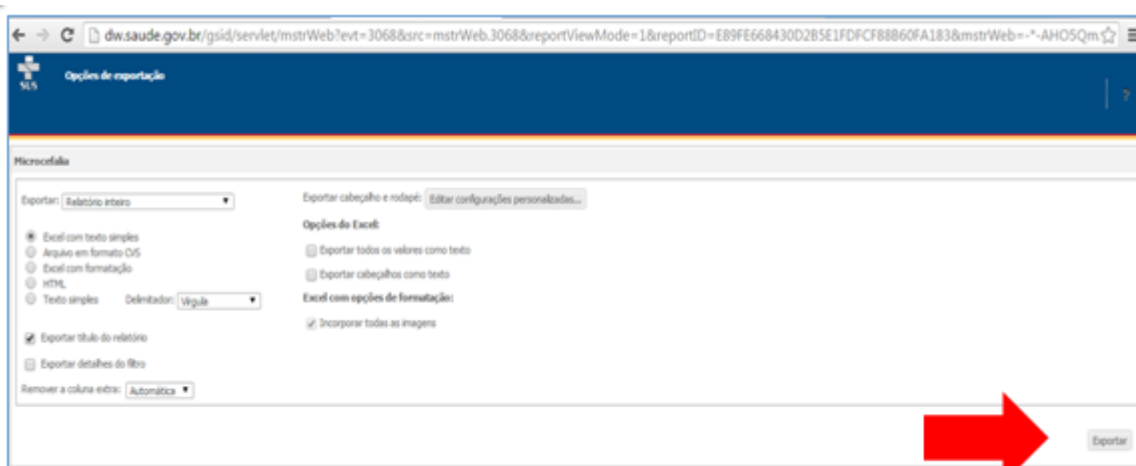 dw.saude.gov.br/gsid/servlet/mstrWeb?evt=3068&src=mstrWeb.3068&reportViewMode=1&reportID=E89FE668430D2B5E1FDFCF88860FA183&mstrWeb=-*-AHO5Qm
SUS
Opções de exportação
?
Microcefalia
Exportar: Relatório inteiro
Excel com texto simples
Arquivo em formato CVS
Excel com formatação
HTML
Texto simples Delimitador: Vírgula
Exportar título do relatório
Exportar detalhes do filtro
Remover a coluna extra: Automática
Exportar cabeçalho e rodapé: Editar configurações personalizadas...
Opções do Excel:
Exportar todos os valores como texto
Exportar cabeçalhos como texto
Excel com opções de formatação:
Incorporar todas as imagens
Exportar